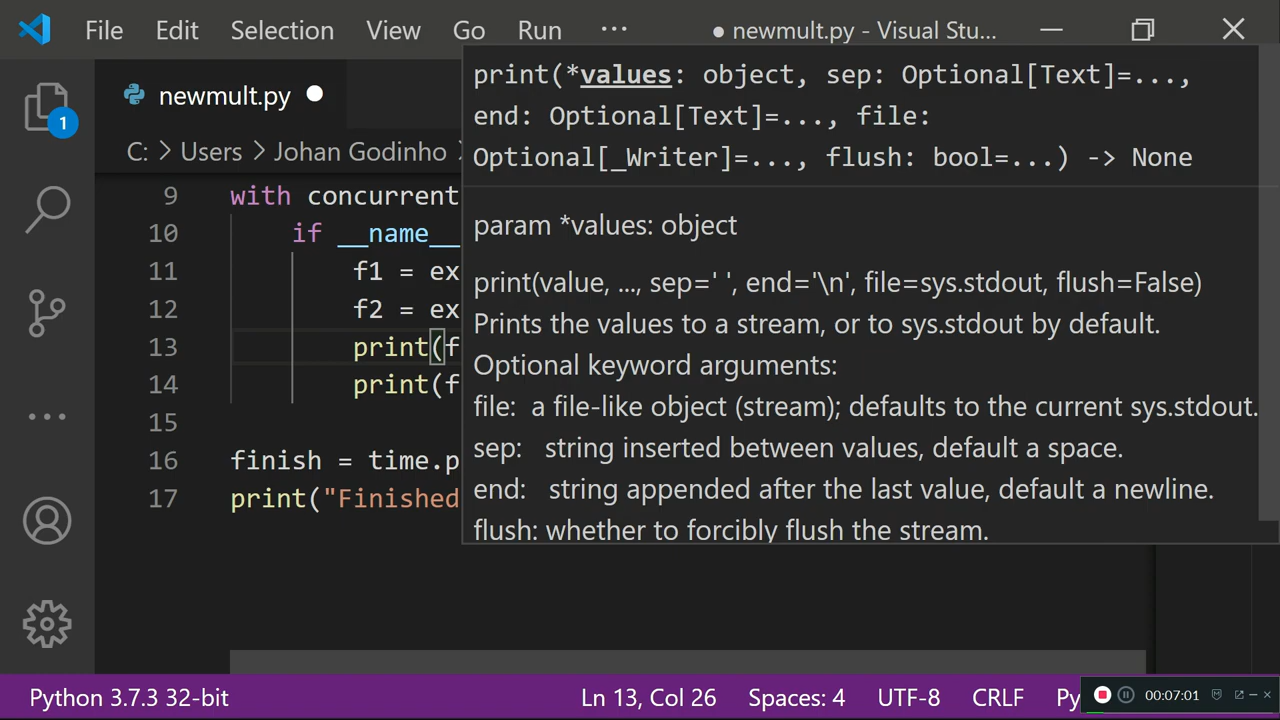 File Edit Selection View Go Run ··· ● newmult.py - Visual Stu...
newmult.py
C: > Users > Johan Godinho >
print(*values: object, sep: Optional[Text]=...,
end: Optional[Text]=..., file:
Optional[_Writer]=..., flush: bool=...) -> None
param *values: object
print(value, ..., sep=' ', end='\n', file=sys.stdout, flush=False)
Prints the values to a stream, or to sys.stdout by default.
Optional keyword arguments:
file: a file-like object (stream); defaults to the current sys.stdout.
sep: string inserted between values, default a space.
end: string appended after the last value, default a newline.
flush: whether to forcibly flush the stream.
1
9 with concurrent
10 if __name__
11 f1 = ex
12 f2 = ex
13 print(f
14 print(f
15
16 finish = time.p
17 print("Finished
Python 3.7.3 32-bit Ln 13, Col 26 Spaces: 4 UTF-8 CRLF Py
00:07:01